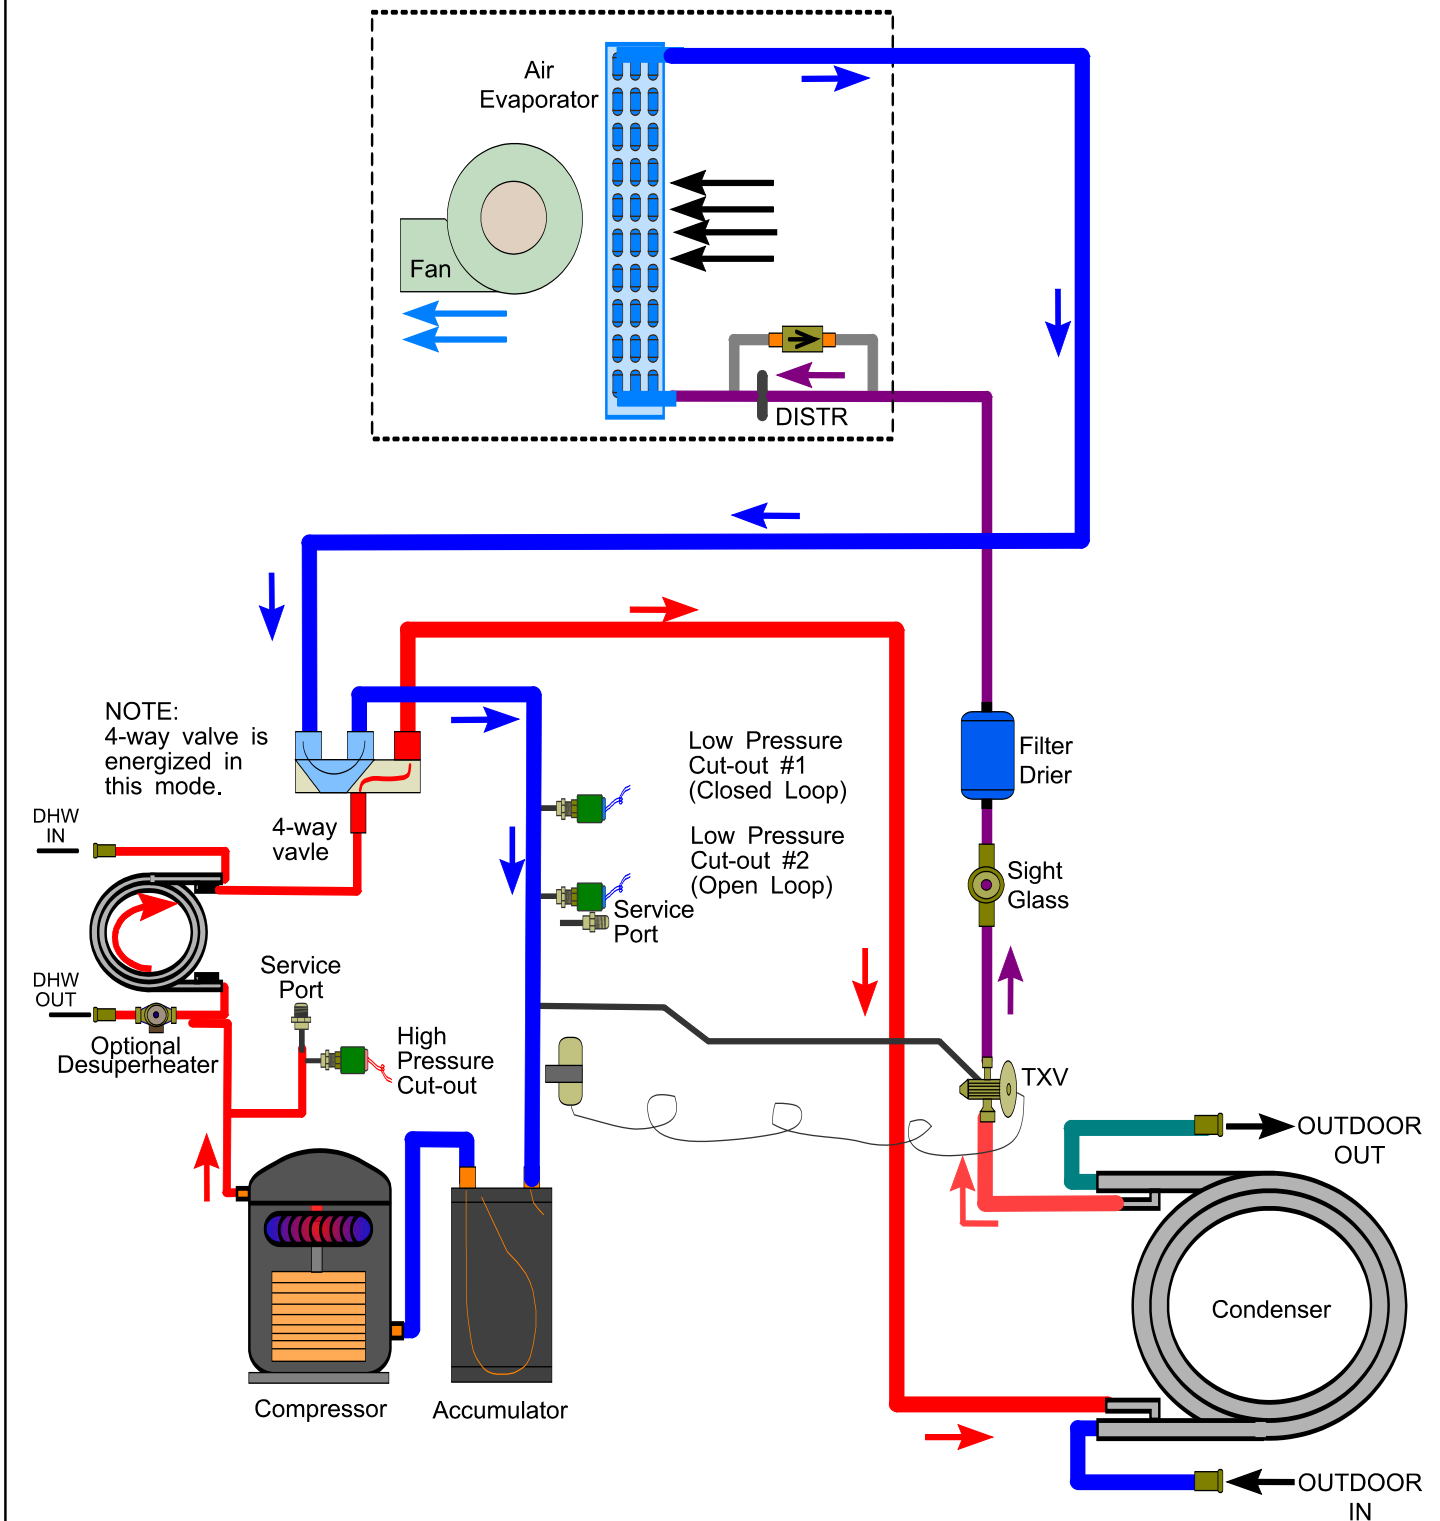 Air
Evaporator
Fan
DISTR
NOTE:
4-way valve is
energized in
this mode.
4-way
vavle
Low Pressure
Cut-out #1
(Closed Loop)
Low Pressure
Cut-out #2
(Open Loop)
Filter
Drier
DHW
IN
Sight
Glass
Service
Port
DHW
OUT
Service
Port
Optional
Desuperheater
High
Pressure
Cut-out
TXV
OUTDOOR
OUT
Condenser
Compressor
Accumulator
OUTDOOR
IN